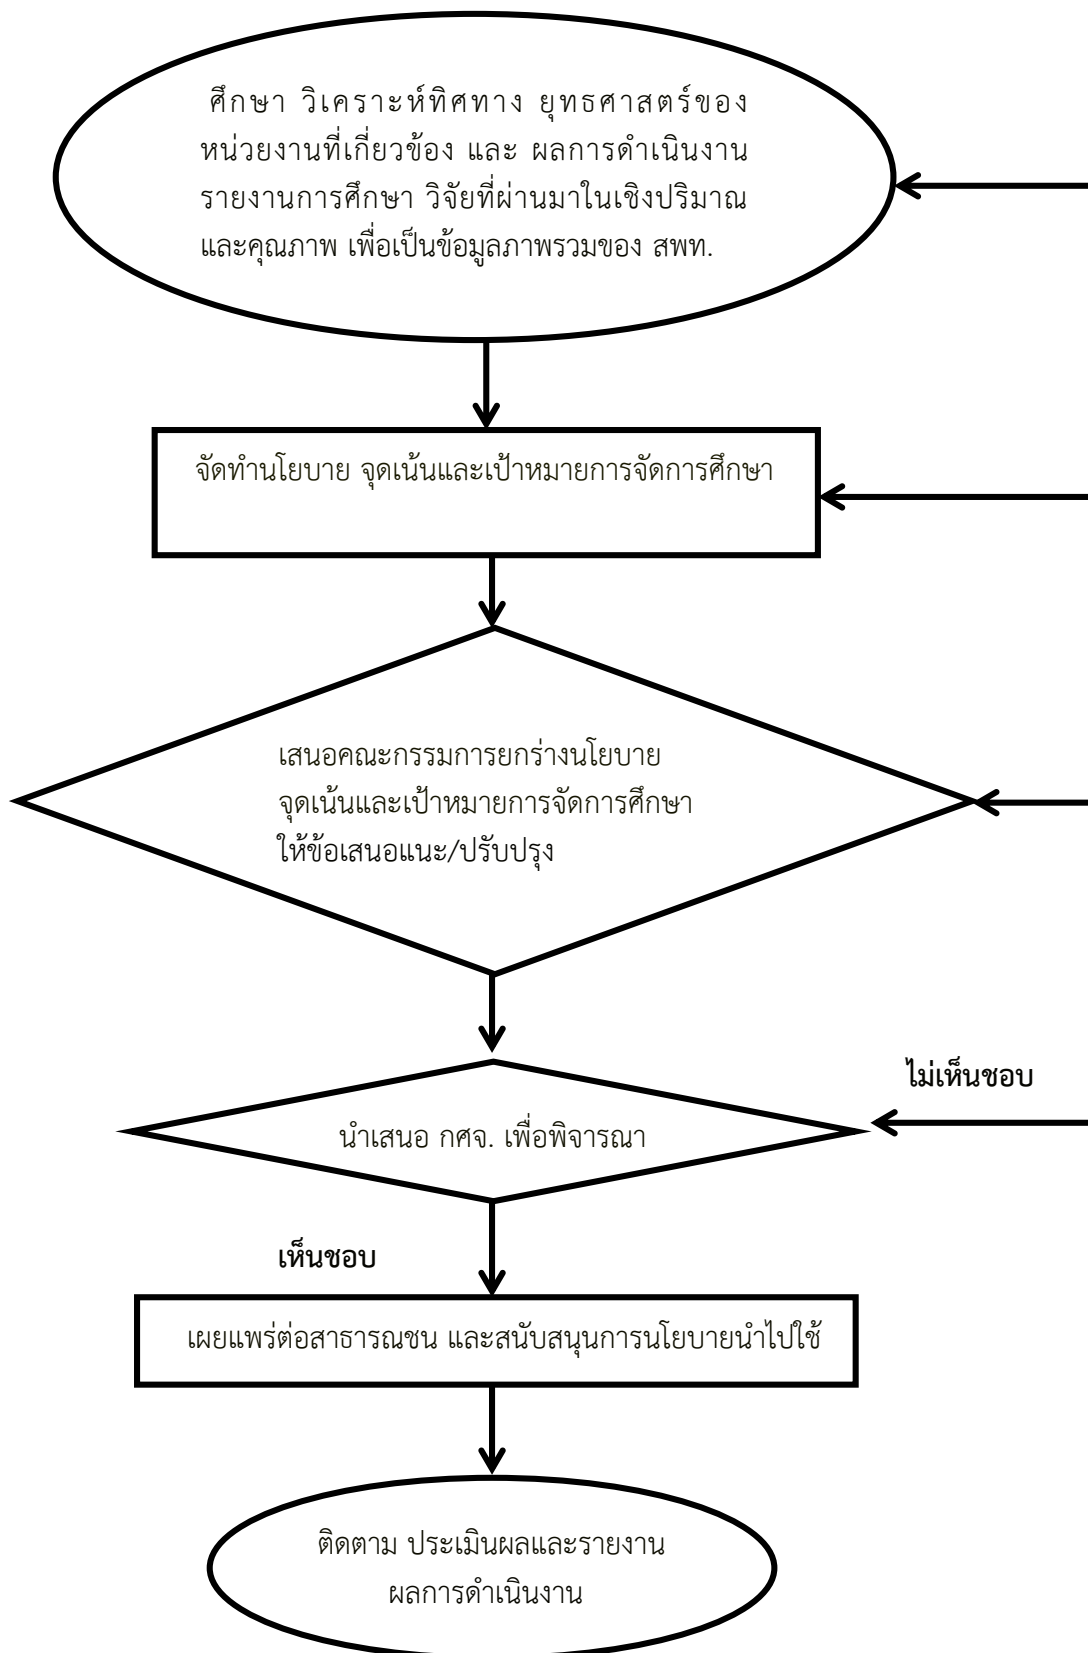 ศึกษา วิเคราะห์ทิศทาง ยุทธศาสตร์ของ
หน่วยงานที่เกี่ยวข้อง และ ผลการดำเนินงาน
รายงานการศึกษา วิจัยที่ผ่านมาในเชิงปริมาณ
และคุณภาพ เพื่อเป็นข้อมูลภาพรวมของ สพท.
จัดทำนโยบาย จุดเน้นและเป้าหมายการจัดการศึกษา
เสนอคณะกรรมการยกร่างนโยบาย
จุดเน้นและเป้าหมายการจัดการศึกษา
ให้ข้อเสนอแนะ/ปรับปรุง
ไม่เห็นชอบ
นำเสนอ กศจ. เพื่อพิจารณา
เห็นชอบ
เผยแพร่ต่อสาธารณชน และสนับสนุนการนโยบายนำไปใช้
ติดตาม ประเมินผลและรายงาน
ผลการดำเนินงาน